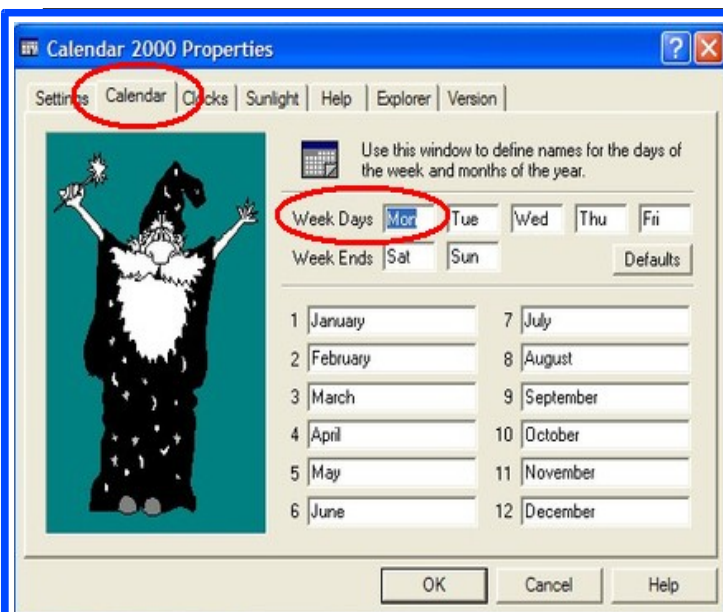 Calendar 2000 Properties
?
X
Settings Calendar Clocks Sunlight Help Explorer Version
Use this window to define names for the days of
the week and months of the year.
Week Days Mon Tue Wed Thu Fri
Week Ends Sat Sun Defaults
1 January 7 July
2 February 8 August
3 March 9 September
4 April 10 October
5 May 11 November
6 June 12 December
OK Cancel Help